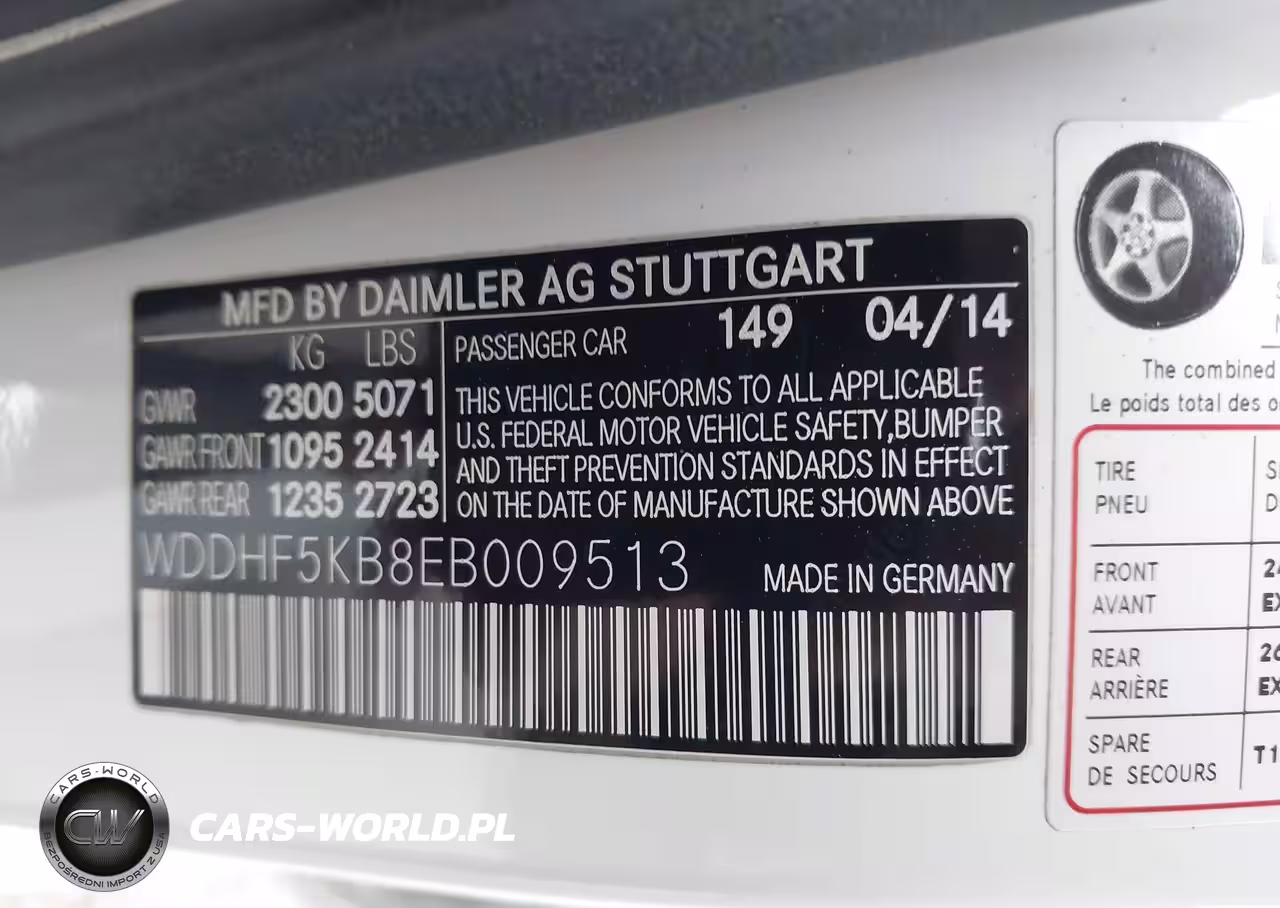 MFD BY DAIMLER AG STUTTGART
KG LBS
GVWR 2300 5071
GAWR FRONT 1095 2414
GAWR REAR 1235 2723
PASSENGER CAR 149 04/14
THIS VEHICLE CONFORMS TO ALL APPLICABLE
U.S. FEDERAL MOTOR VEHICLE SAFETY, BUMPER
AND THEFT PREVENTION STANDARDS IN EFFECT
ON THE DATE OF MANUFACTURE SHOWN ABOVE
WDDHF5KB8EB009513 MADE IN GERMANY
The combined
Le poids total des
TIRE
PNEU
FRONT
AVANT
REAR
ARRIÈRE
SPARE
DE SECOURS
CARS-WORLD
CW
BEZPOŚREDNI IMPORT Z USA
CARS-WORLD.PL